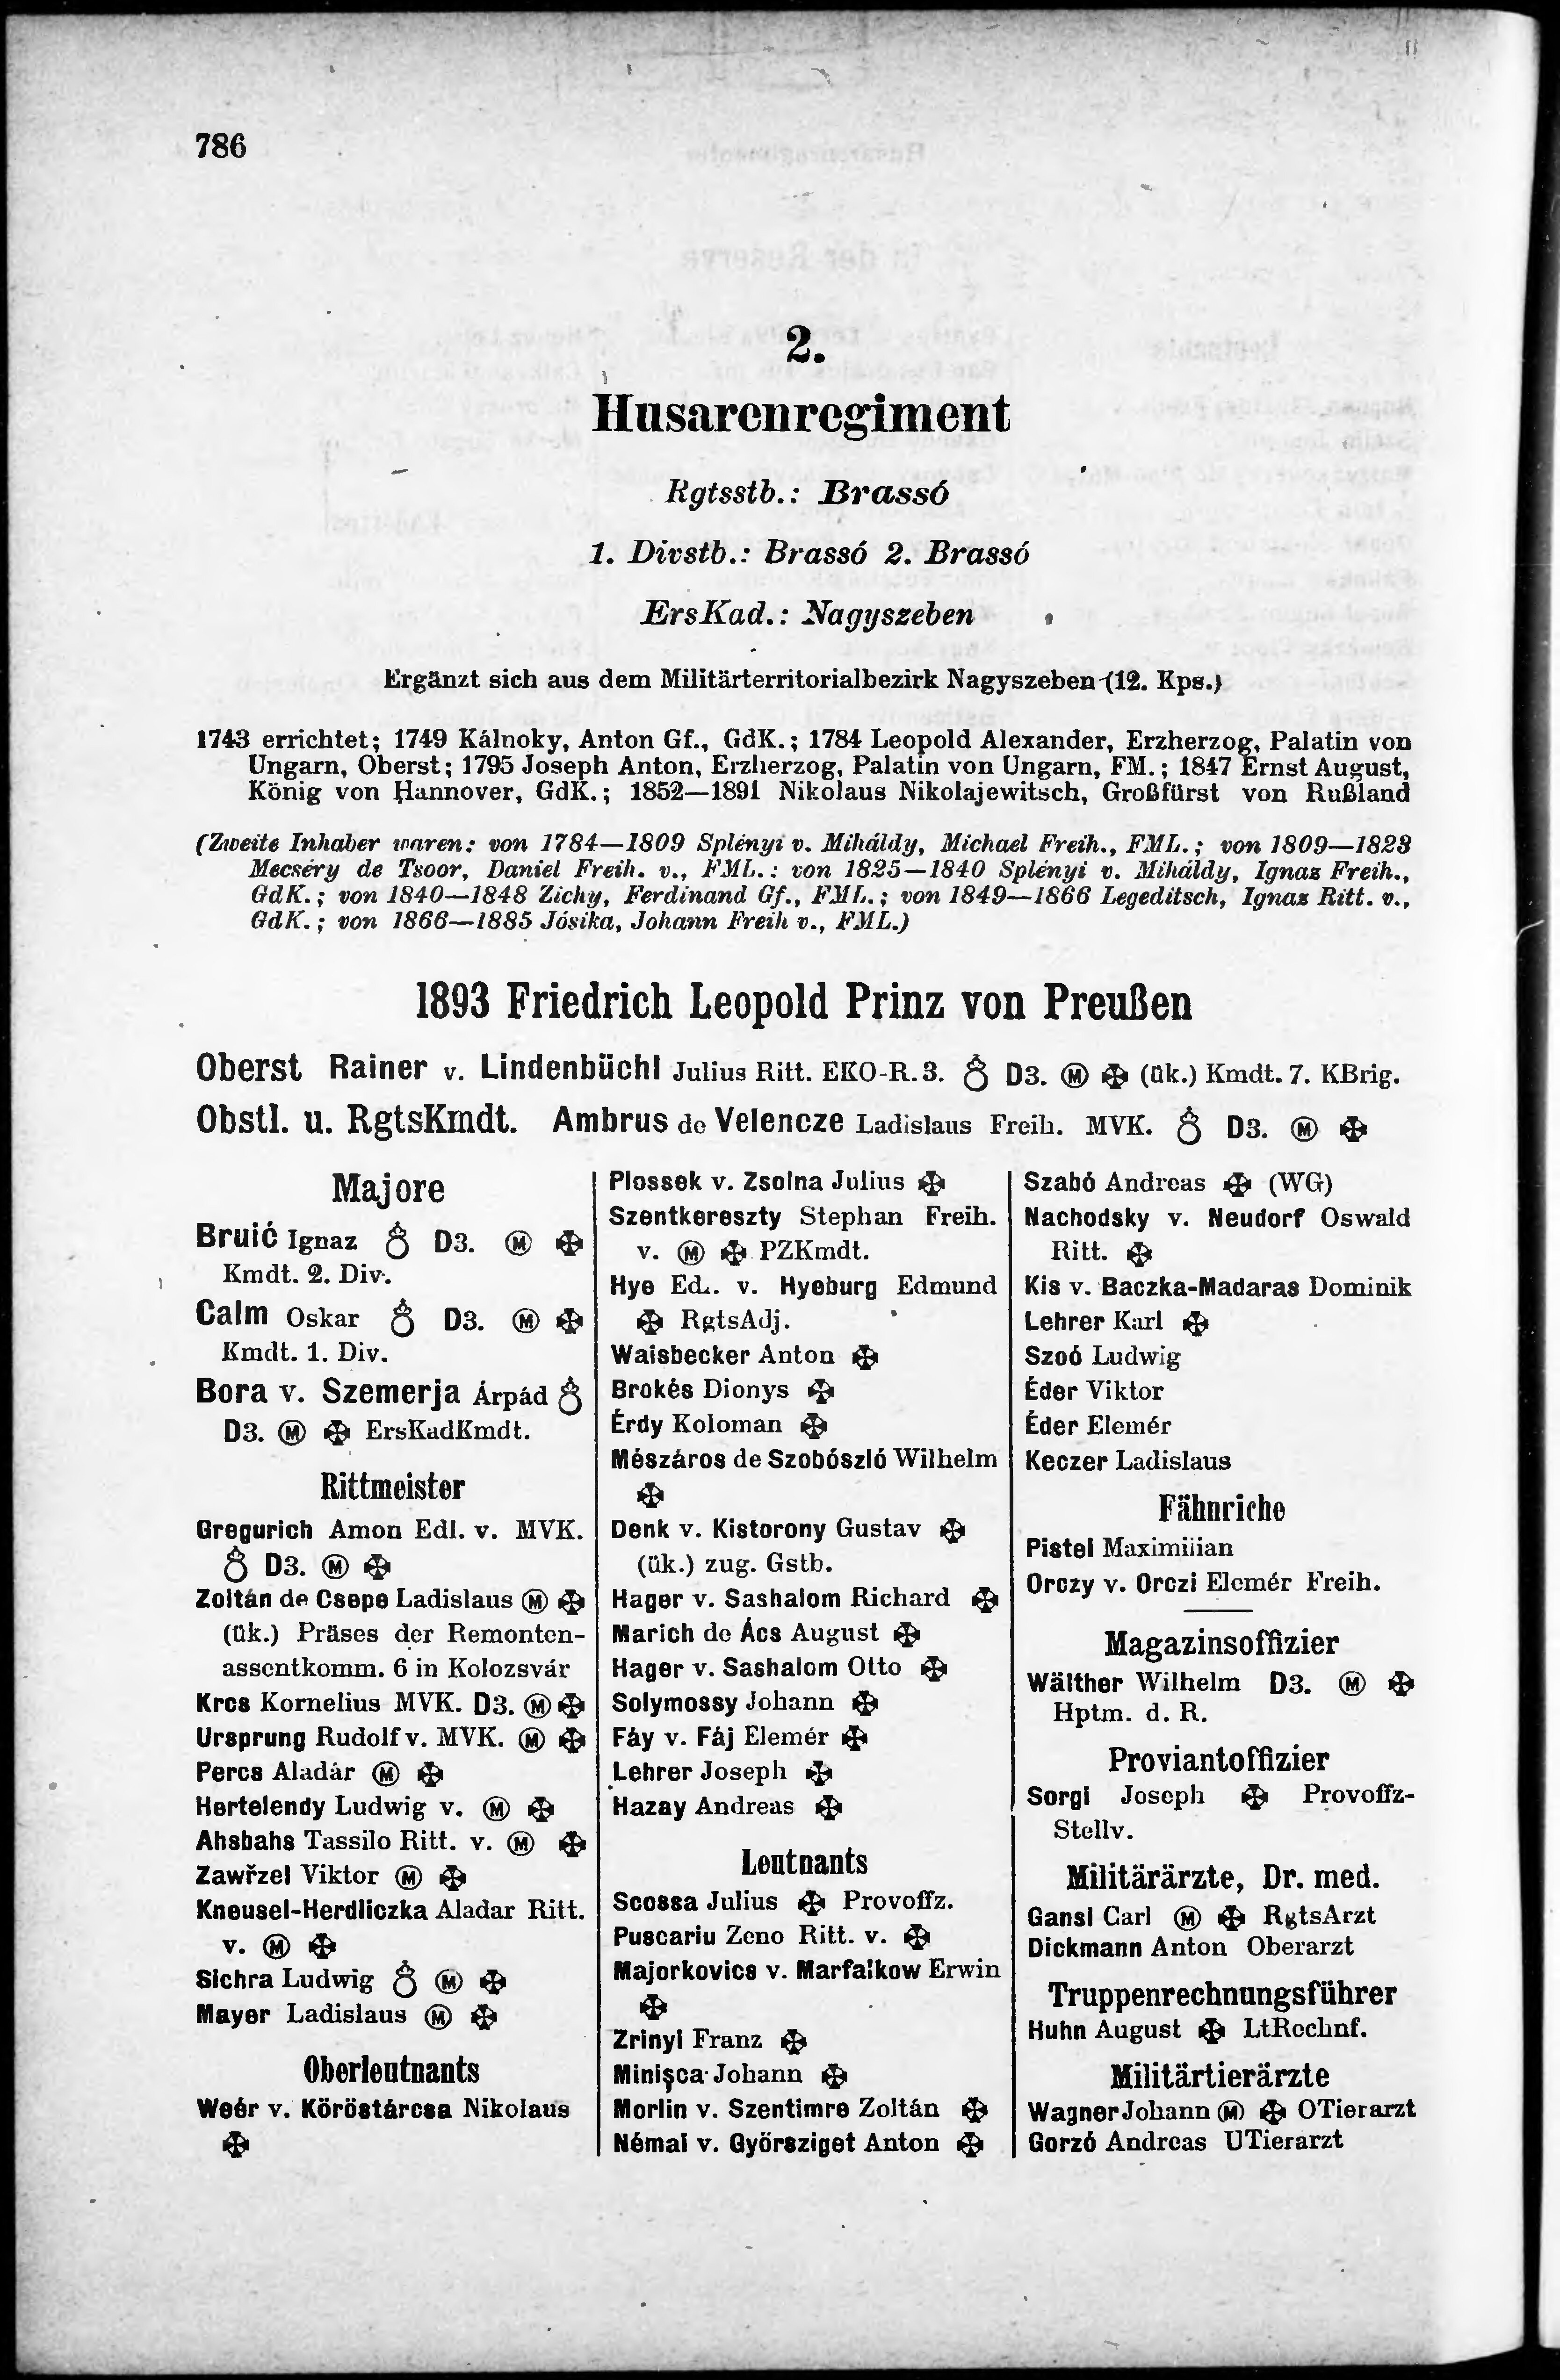 786
2.
Husarenregiment
Rgtsstb.: Brassó
1. Divstb.: Brassó 2. Brassó
ErsKad.: Nagyszeben
Ergänzt sich aus dem Militärterritorialbezirk Nagyszeben (12. Kps.)
1743 errichtet; 1749 Kálnoky, Anton Gf., GdK.; 1784 Leopold Alexander, Erzherzog, Palatin von
Ungarn, Oberst; 1795 Joseph Anton, Erzherzog, Palatin von Ungarn, FM.; 1847 Ernst August,
König von Hannover, GdK.; 1852—1891 Nikolaus Nikolajewitsch, Großfürst von Rußland
(Zweite Inhaber waren: von 1784—1809 Splényi v. Miháldy, Michael Freih., FML.; von 1809—1823
Mecséry de Tsoor, Daniel Freih. v., FML.: von 1825—1840 Splényi v. Miháldy, Ignaz Freih.,
GdK.; von 1840—1848 Zichy, Ferdinand Gf., FML.; von 1849—1866 Legeditsch, Ignaz Ritt. v.,
GdK.; von 1866—1885 Jósika, Johann Freih v., FML.)
1893 Friedrich Leopold Prinz von Preußen
Oberst Rainer v. Lindenbüchl Julius Ritt. EKO-R.3. D3. Ⓜ (ük.) Kmdt. 7. KBrig.
Obstl. u. RgtsKmdt. Ambrus de Velencze Ladislaus Freih. MVK. D3. Ⓜ
Majore
Bruić Ignaz D3. Ⓜ
Kmdt. 2. Div.
Calm Oskar D3. Ⓜ
Kmdt. 1. Div.
Bora v. Szemerja Árpád
D3. Ⓜ ErsKadKmdt.
Rittmeister
Gregurich Amon Edl. v. MVK.
D3. Ⓜ
Zoltán de Csepe Ladislaus Ⓜ
(ük.) Präses der Remonten-
assentkomm. 6 in Kolozsvár
Krcs Kornelius MVK. D3. Ⓜ
Ursprung Rudolf v. MVK. Ⓜ
Percs Aladár Ⓜ
Hertelendy Ludwig v. Ⓜ
Ahsbahs Tassilo Ritt. v. Ⓜ
Zawřzel Viktor Ⓜ
Kneusel-Herdliczka Aladar Ritt.
v. Ⓜ
Sichra Ludwig Ⓜ
Mayer Ladislaus Ⓜ
Oberleutnants
Weér v. Köröstárcsa Nikolaus
Plossek v. Zsolna Julius
Szentkereszty Stephan Freih.
v. Ⓜ PZKmdt.
Hye Edl. v. Hyeburg Edmund
RgtsAdj.
Waisbecker Anton
Brokés Dionys
Érdy Koloman
Mészáros de Szobószló Wilhelm
Denk v. Kistorony Gustav
(ük.) zug. Gstb.
Hager v. Sashalom Richard
Marich de Ács August
Hager v. Sashalom Otto
Solymossy Johann
Fáy v. Fáj Elemér
Lehrer Joseph
Hazay Andreas
Leutnants
Scossa Julius Provoffz.
Puscariu Zeno Ritt. v.
Majorkovics v. Marfalkow Erwin
Zrinyi Franz
Minişca Johann
Morlin v. Szentimre Zoltán
Némai v. Györsziget Anton
Szabó Andreas (WG)
Nachodsky v. Neudorf Oswald
Ritt.
Kis v. Baczka-Madaras Dominik
Lehrer Karl
Szoó Ludwig
Éder Viktor
Éder Elemér
Keczer Ladislaus
Fähnriche
Pistel Maximilian
Orczy v. Orczi Elemér Freih.
Magazinsoffizier
Wälther Wilhelm D3. Ⓜ
Hptm. d. R.
Proviantoffizier
Sorgi Joseph Provoffz-
Stellv.
Militärärzte, Dr. med.
Gansl Carl Ⓜ RgtsArzt
Dickmann Anton Oberarzt
Truppenrechnungsführer
Huhn August LtRechnf.
Militärtierärzte
Wagner Johann Ⓜ OTierarzt
Gorzó Andreas UTierarzt